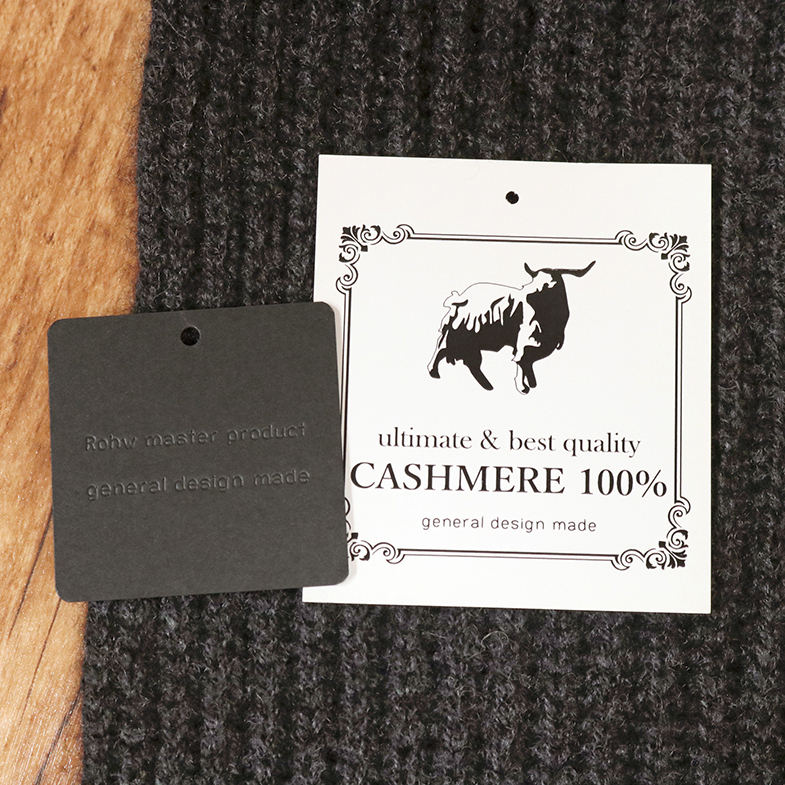 Rohw master product
general design made
ultimate & best quality
CASHMERE 100%
general design made